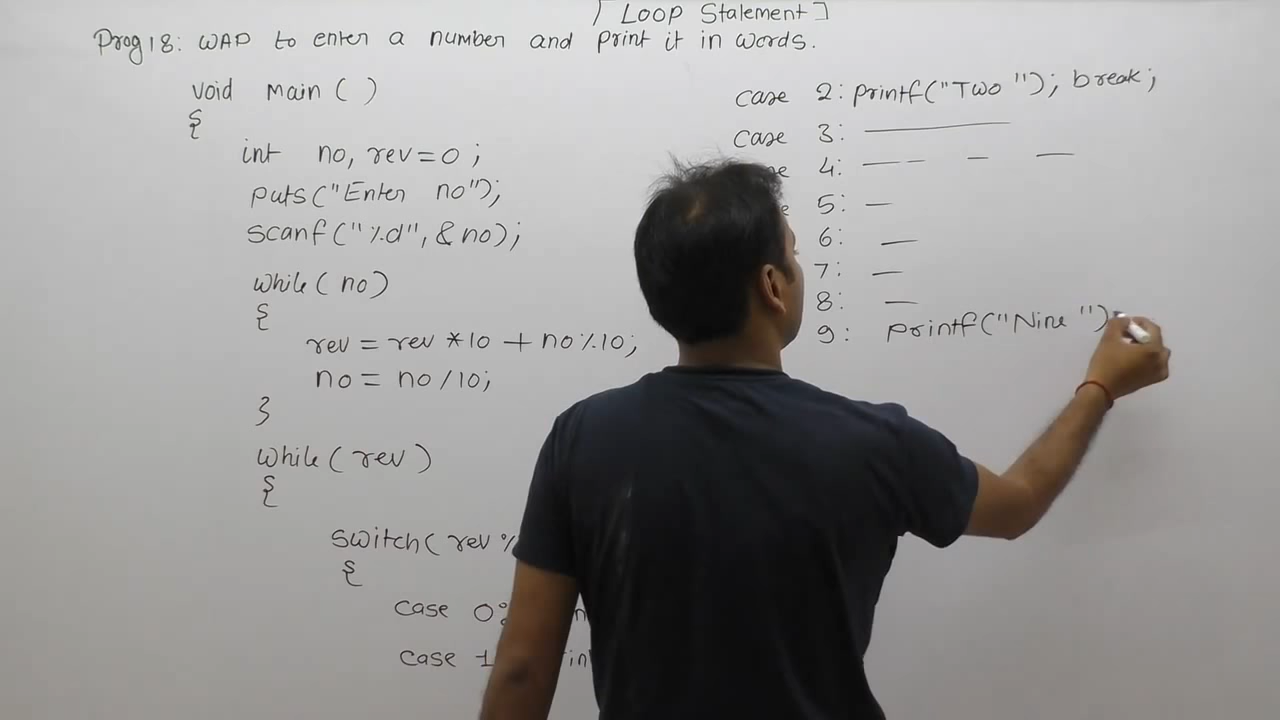 [ Loop Statement ]
Prog 18: WAP to enter a number and print it in words.
void main ( )
{
int no, rev = 0 ;
puts ("Enter no");
scanf ("%d", & no);
while ( no )
{
rev = rev * 10 + no % 10;
no = no / 10;
}
while ( rev )
{
switch ( rev %
{
case 0:
case 1
case 2: printf("Two "); break;
case 3:
4:
5:
6:
7:
8:
9: printf("Nine ")